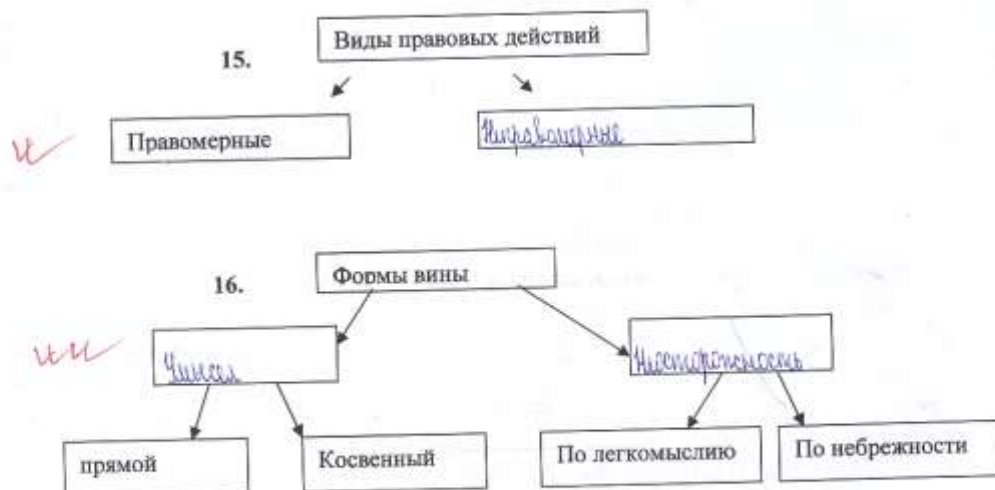 Виды правовых действий
15.
Правомерные
Неправомерные
Формы вины
16.
Умысел
Неосторожность
прямой
Косвенный
По легкомыслию
По небрежности